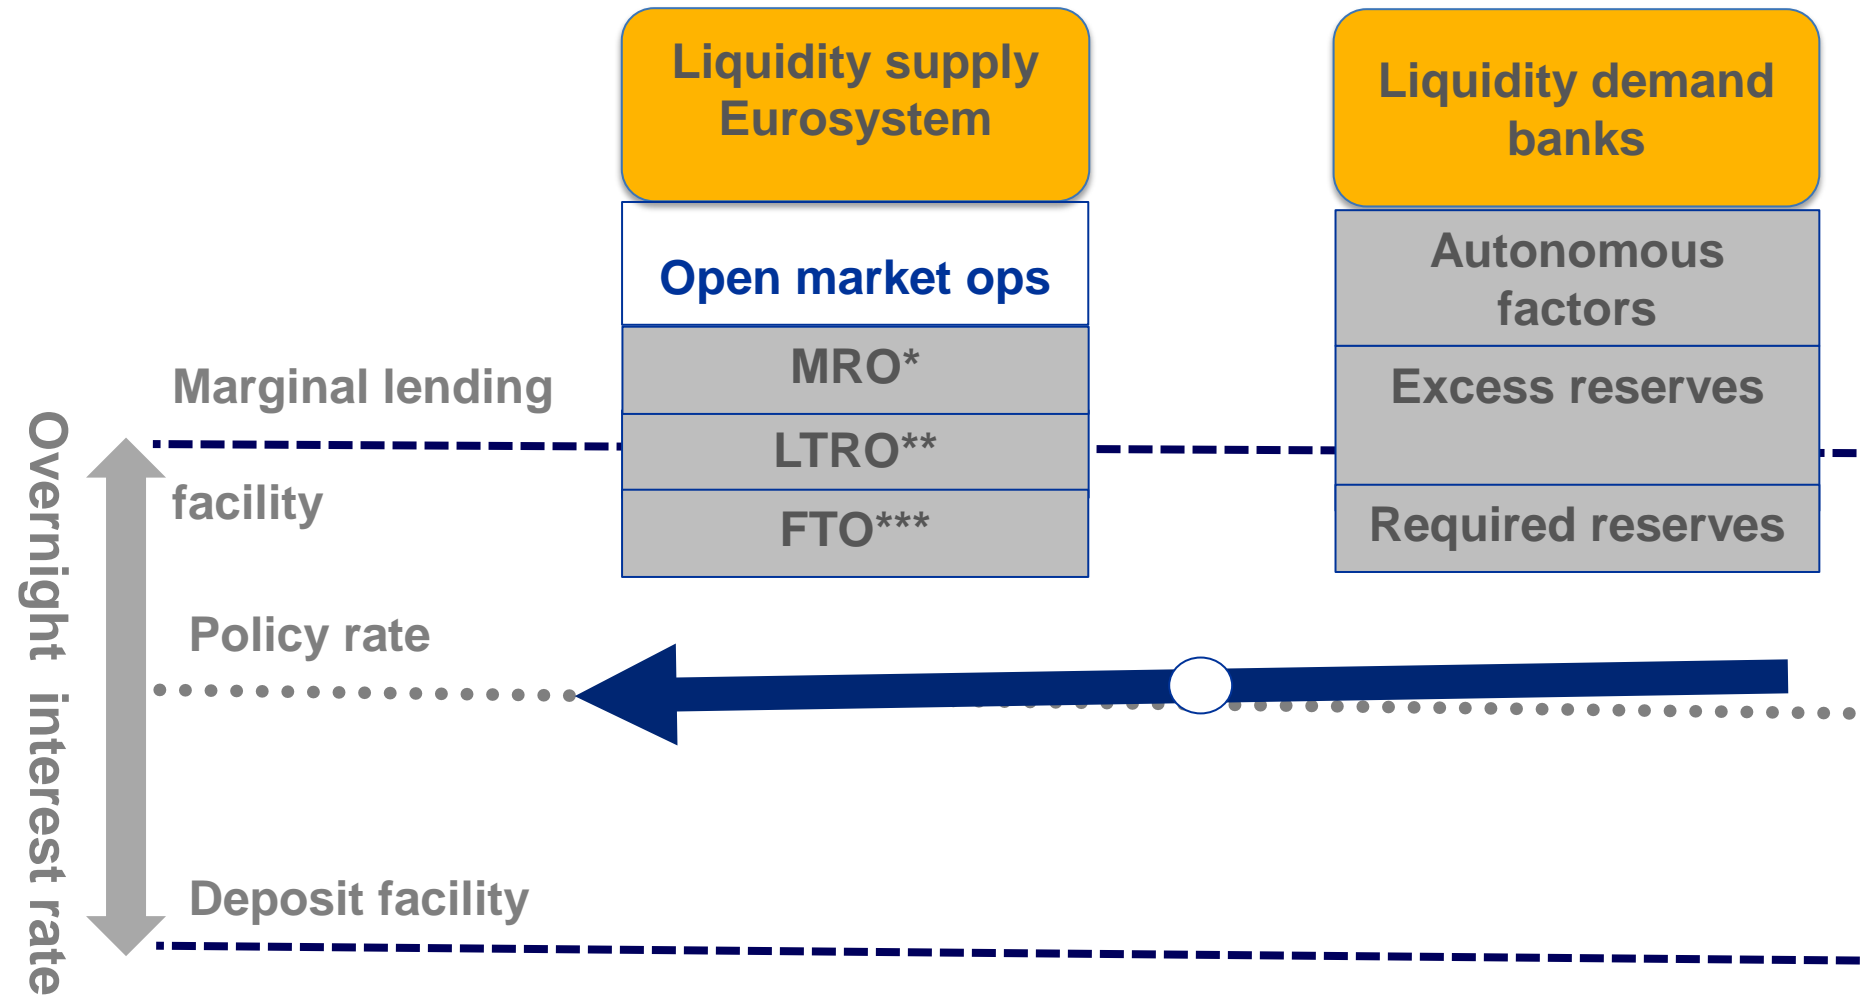 Liquidity supply
Eurosystem
Liquidity demand
banks
Open market ops
Autonomous
factors
MRO*
Excess reserves
LTRO**
FTO***
Required reserves
Marginal lending
facility
Policy rate
Deposit facility
Overnight interest rate